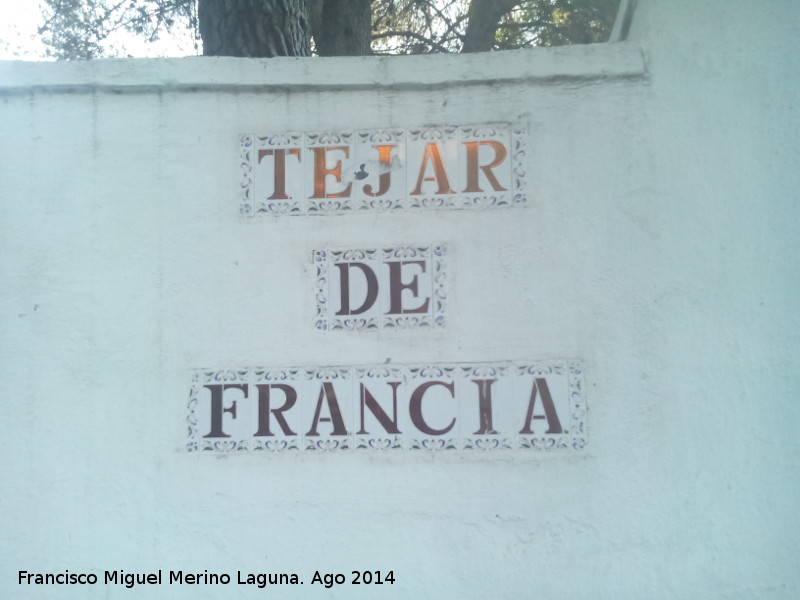 TEJAR
DE
FRANCIA
Francisco Miguel Merino Laguna. Ago 2014